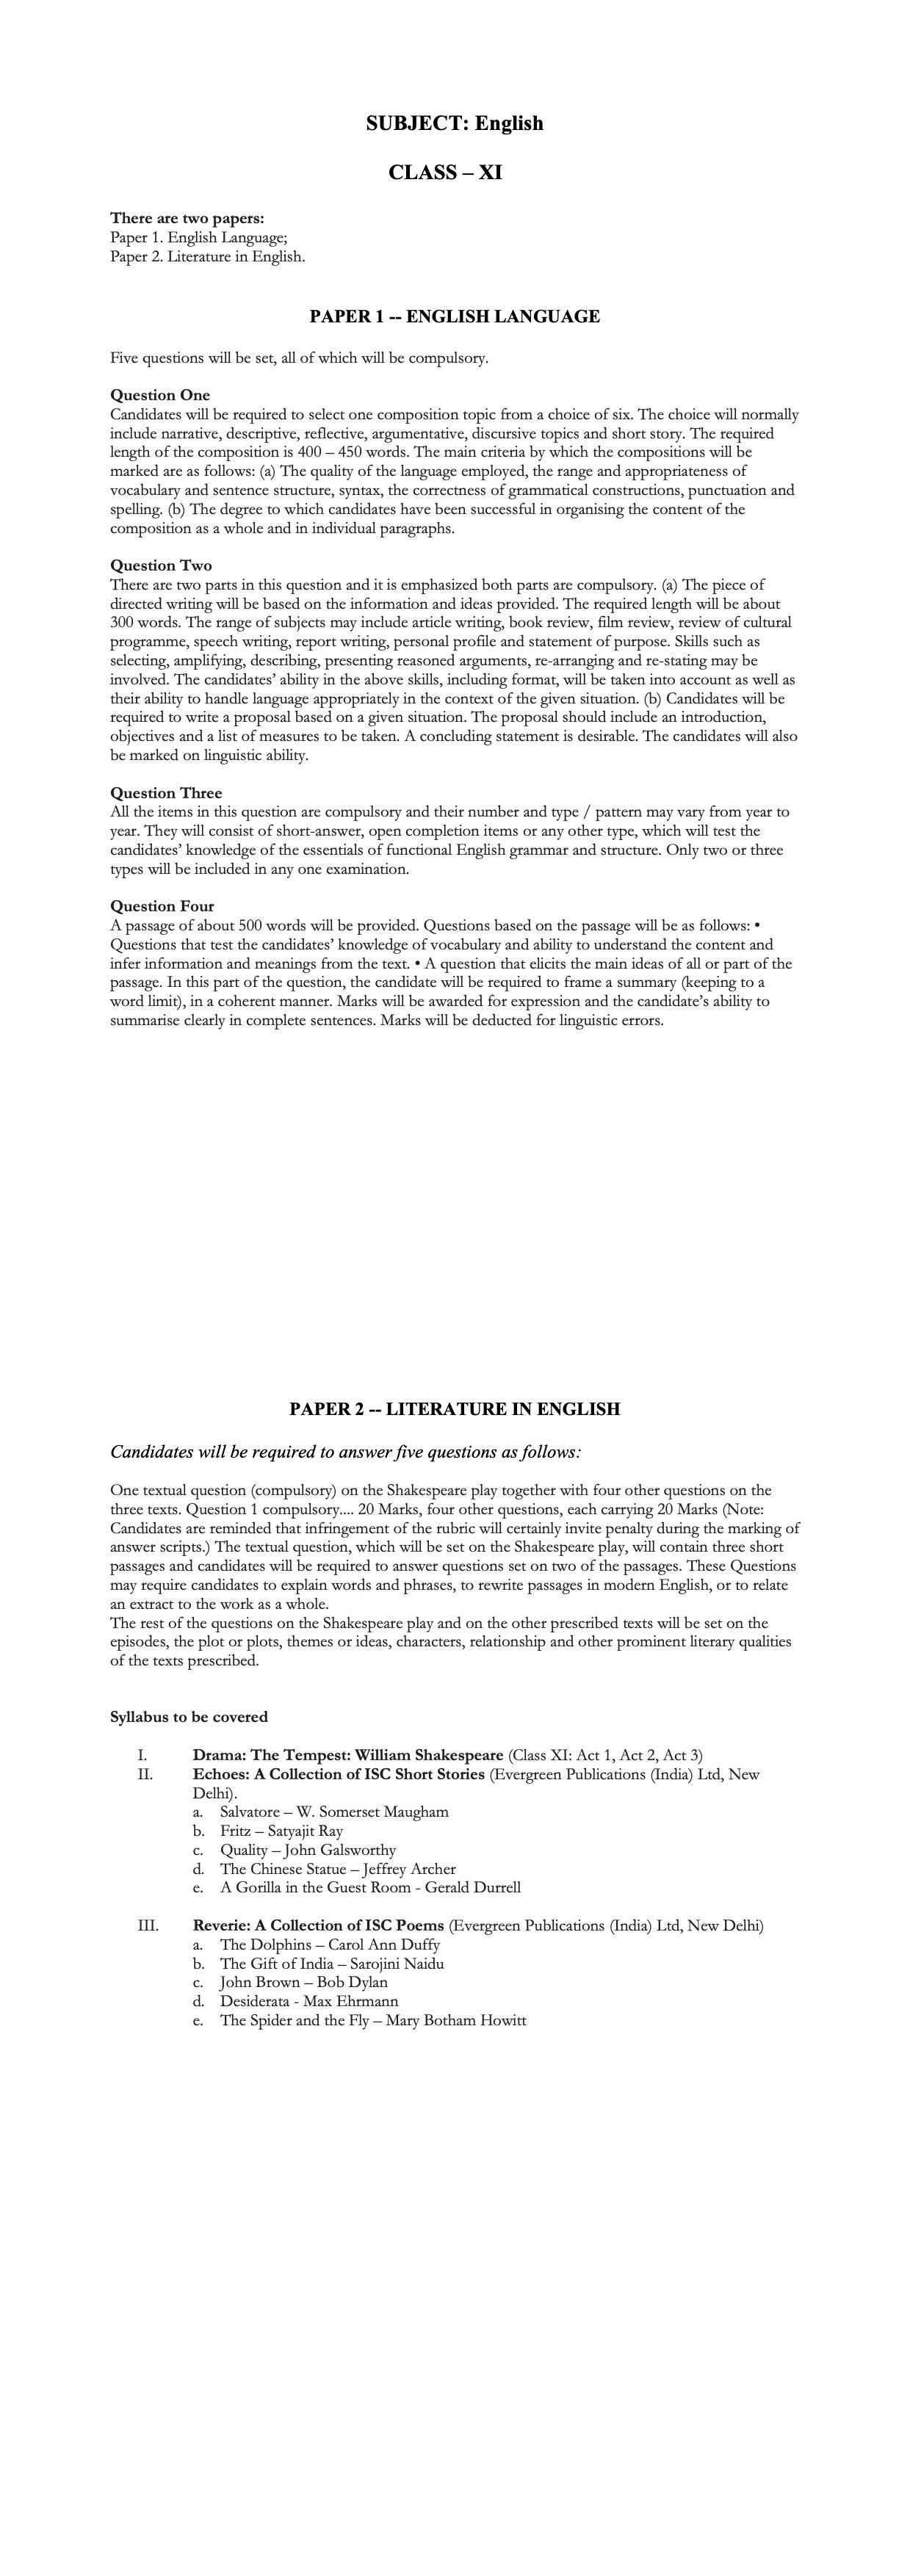 SUBJECT: English
CLASS – XI
There are two papers:
Paper 1. English Language;
Paper 2. Literature in English.
PAPER 1 -- ENGLISH LANGUAGE
Five questions will be set, all of which will be compulsory.
Question One
Candidates will be required to select one composition topic from a choice of six. The choice will normally
include narrative, descriptive, reflective, argumentative, discursive topics and short story. The required
length of the composition is 400 – 450 words. The main criteria by which the compositions will be
marked are as follows: (a) The quality of the language employed, the range and appropriateness of
vocabulary and sentence structure, syntax, the correctness of grammatical constructions, punctuation and
spelling. (b) The degree to which candidates have been successful in organising the content of the
composition as a whole and in individual paragraphs.
Question Two
There are two parts in this question and it is emphasized both parts are compulsory. (a) The piece of
directed writing will be based on the information and ideas provided. The required length will be about
300 words. The range of subjects may include article writing, book review, film review, review of cultural
programme, speech writing, report writing, personal profile and statement of purpose. Skills such as
selecting, amplifying, describing, presenting reasoned arguments, re-arranging and re-stating may be
involved. The candidates’ ability in the above skills, including format, will be taken into account as well as
their ability to handle language appropriately in the context of the given situation. (b) Candidates will be
required to write a proposal based on a given situation. The proposal should include an introduction,
objectives and a list of measures to be taken. A concluding statement is desirable. The candidates will also
be marked on linguistic ability.
Question Three
All the items in this question are compulsory and their number and type / pattern may vary from year to
year. They will consist of short-answer, open completion items or any other type, which will test the
candidates’ knowledge of the essentials of functional English grammar and structure. Only two or three
types will be included in any one examination.
Question Four
A passage of about 500 words will be provided. Questions based on the passage will be as follows: •
Questions that test the candidates’ knowledge of vocabulary and ability to understand the content and
infer information and meanings from the text. • A question that elicits the main ideas of all or part of the
passage. In this part of the question, the candidate will be required to frame a summary (keeping to a
word limit), in a coherent manner. Marks will be awarded for expression and the candidate’s ability to
summarise clearly in complete sentences. Marks will be deducted for linguistic errors.
PAPER 2 -- LITERATURE IN ENGLISH
Candidates will be required to answer five questions as follows:
One textual question (compulsory) on the Shakespeare play together with four other questions on the
three texts. Question 1 compulsory.... 20 Marks, four other questions, each carrying 20 Marks (Note:
Candidates are reminded that infringement of the rubric will certainly invite penalty during the marking of
answer scripts.) The textual question, which will be set on the Shakespeare play, will contain three short
passages and candidates will be required to answer questions set on two of the passages. These Questions
may require candidates to explain words and phrases, to rewrite passages in modern English, or to relate
an extract to the work as a whole.
The rest of the questions on the Shakespeare play and on the other prescribed texts will be set on the
episodes, the plot or plots, themes or ideas, characters, relationship and other prominent literary qualities
of the texts prescribed.
Syllabus to be covered
I. Drama: The Tempest: William Shakespeare (Class XI: Act 1, Act 2, Act 3)
II. Echoes: A Collection of ISC Short Stories (Evergreen Publications (India) Ltd, New
Delhi).
a. Salvatore – W. Somerset Maugham
b. Fritz – Satyajit Ray
c. Quality – John Galsworthy
d. The Chinese Statue – Jeffrey Archer
e. A Gorilla in the Guest Room - Gerald Durrell
III. Reverie: A Collection of ISC Poems (Evergreen Publications (India) Ltd, New Delhi)
a. The Dolphins – Carol Ann Duffy
b. The Gift of India – Sarojini Naidu
c. John Brown – Bob Dylan
d. Desiderata - Max Ehrmann
e. The Spider and the Fly – Mary Botham Howitt